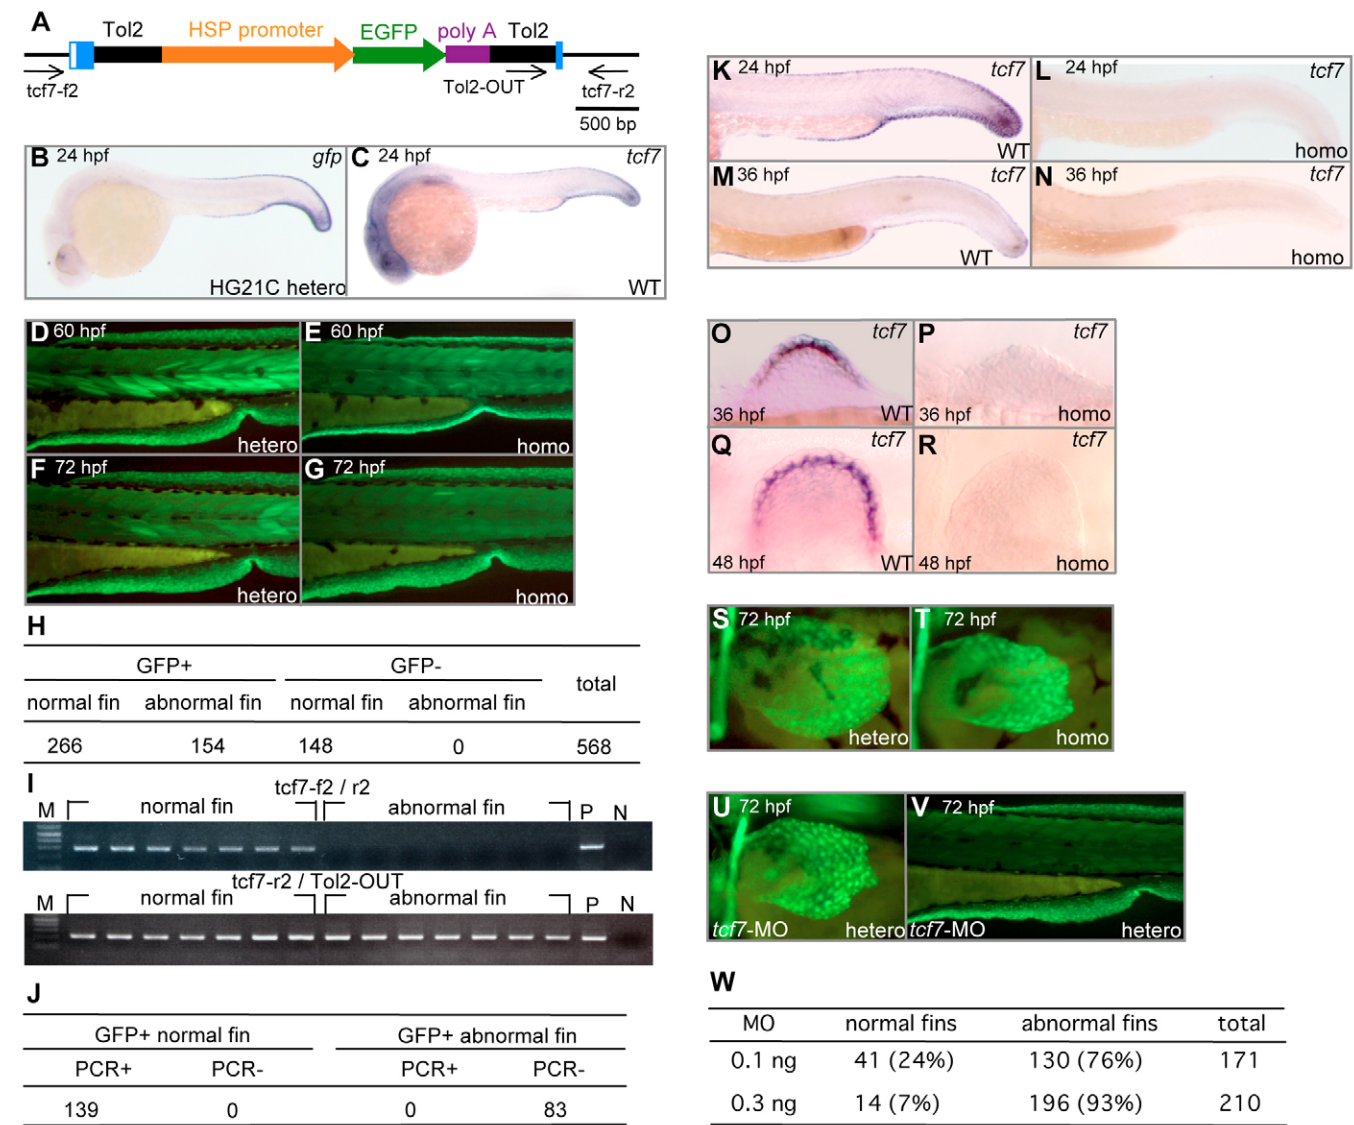 A
Tol2 HSP promoter EGFP poly A Tol2
tcf7-f2 Tol2-OUT tcf7-r2
500 bp
B 24 hpf gfp
HG21C hetero
C 24 hpf tcf7
WT
D 60 hpf
hetero
E 60 hpf
homo
F 72 hpf
hetero
G 72 hpf
homo
H
GFP+ GFP- total
normal fin abnormal fin normal fin abnormal fin
266 154 148 0 568
I
tcf7-f2 / r2
M normal fin abnormal fin P N
tcf7-r2 / Tol2-OUT
M normal fin abnormal fin P N
J
GFP+ normal fin GFP+ abnormal fin
PCR+ PCR- PCR+ PCR-
139 0 0 83
K 24 hpf tcf7
WT
L 24 hpf tcf7
homo
M 36 hpf tcf7
WT
N 36 hpf tcf7
homo
O tcf7
36 hpf WT
P tcf7
36 hpf homo
Q tcf7
48 hpf WT
R tcf7
48 hpf homo
S 72 hpf
hetero
T 72 hpf
homo
U 72 hpf
tcf7-MO hetero
V 72 hpf
tcf7-MO hetero
W
MO normal fins abnormal fins total
0.1 ng 41 (24%) 130 (76%) 171
0.3 ng 14 (7%) 196 (93%) 210